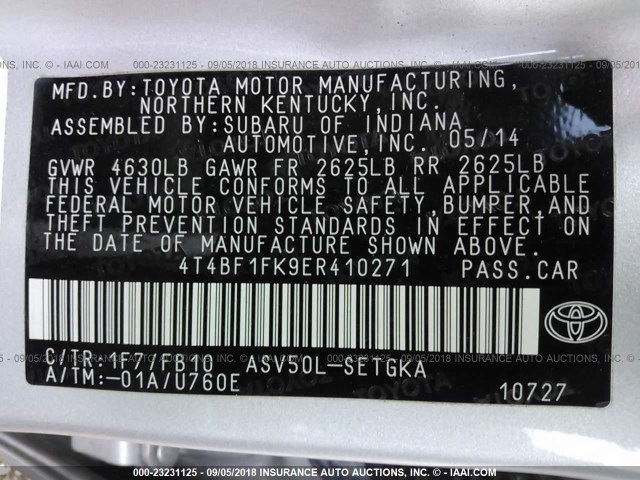 000-23231125 - 09/05/2018 INSURANCE AUTO AUCTIONS, INC. - © IAAI.COM
MFD.BY:TOYOTA MOTOR MANUFACTURING,
NORTHERN KENTUCKY,INC.
ASSEMBLED BY:SUBARU OF INDIANA
AUTOMOTIVE,INC. 05/14
GVWR 4630LB GAWR FR 2625LB RR 2625LB
THIS VEHICLE CONFORMS TO ALL APPLICABLE
FEDERAL MOTOR VEHICLE SAFETY,BUMPER,AND
THEFT PREVENTION STANDARDS IN EFFECT ON
THE DATE OF MANUFACTURE SHOWN ABOVE.
4T4BF1FK9ER410271 PASS.CAR
C/TR:1F7/FB10 ASV50L-SETGKA
A/TM:-01A/U760E
10727
000-23231125 - 09/05/2018 INSURANCE AUTO AUCTIONS, INC. - © IAAI.COM